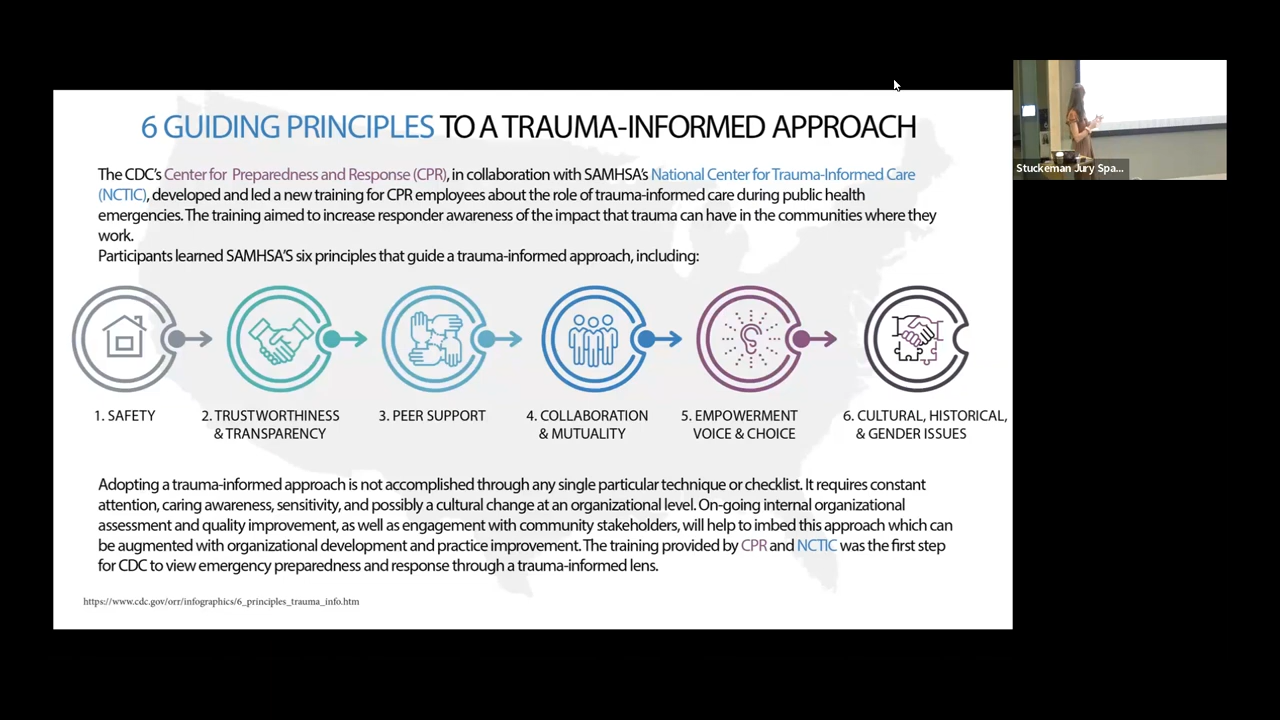 6 GUIDING PRINCIPLES TO A TRAUMA-INFORMED APPROACH
The CDC's Center for Preparedness and Response (CPR), in collaboration with SAMHSA's National Center for Trauma-Informed Care
(NCTIC), developed and led a new training for CPR employees about the role of trauma-informed care during public health
emergencies. The training aimed to increase responder awareness of the impact that trauma can have in the communities where they
work.
Participants learned SAMHSA'S six principles that guide a trauma-informed approach, including:
1. SAFETY
2. TRUSTWORTHINESS
& TRANSPARENCY
3. PEER SUPPORT
4. COLLABORATION
& MUTUALITY
5. EMPOWERMENT
VOICE & CHOICE
6. CULTURAL, HISTORICAL,
& GENDER ISSUES
Adopting a trauma-informed approach is not accomplished through any single particular technique or checklist. It requires constant
attention, caring awareness, sensitivity, and possibly a cultural change at an organizational level. On-going internal organizational
assessment and quality improvement, as well as engagement with community stakeholders, will help to imbed this approach which can
be augmented with organizational development and practice improvement. The training provided by CPR and NCTIC was the first step
for CDC to view emergency preparedness and response through a trauma-informed lens.
https://www.cdc.gov/orr/infographics/6_principles_trauma_info.htm
Stuckeman Jury Spa...